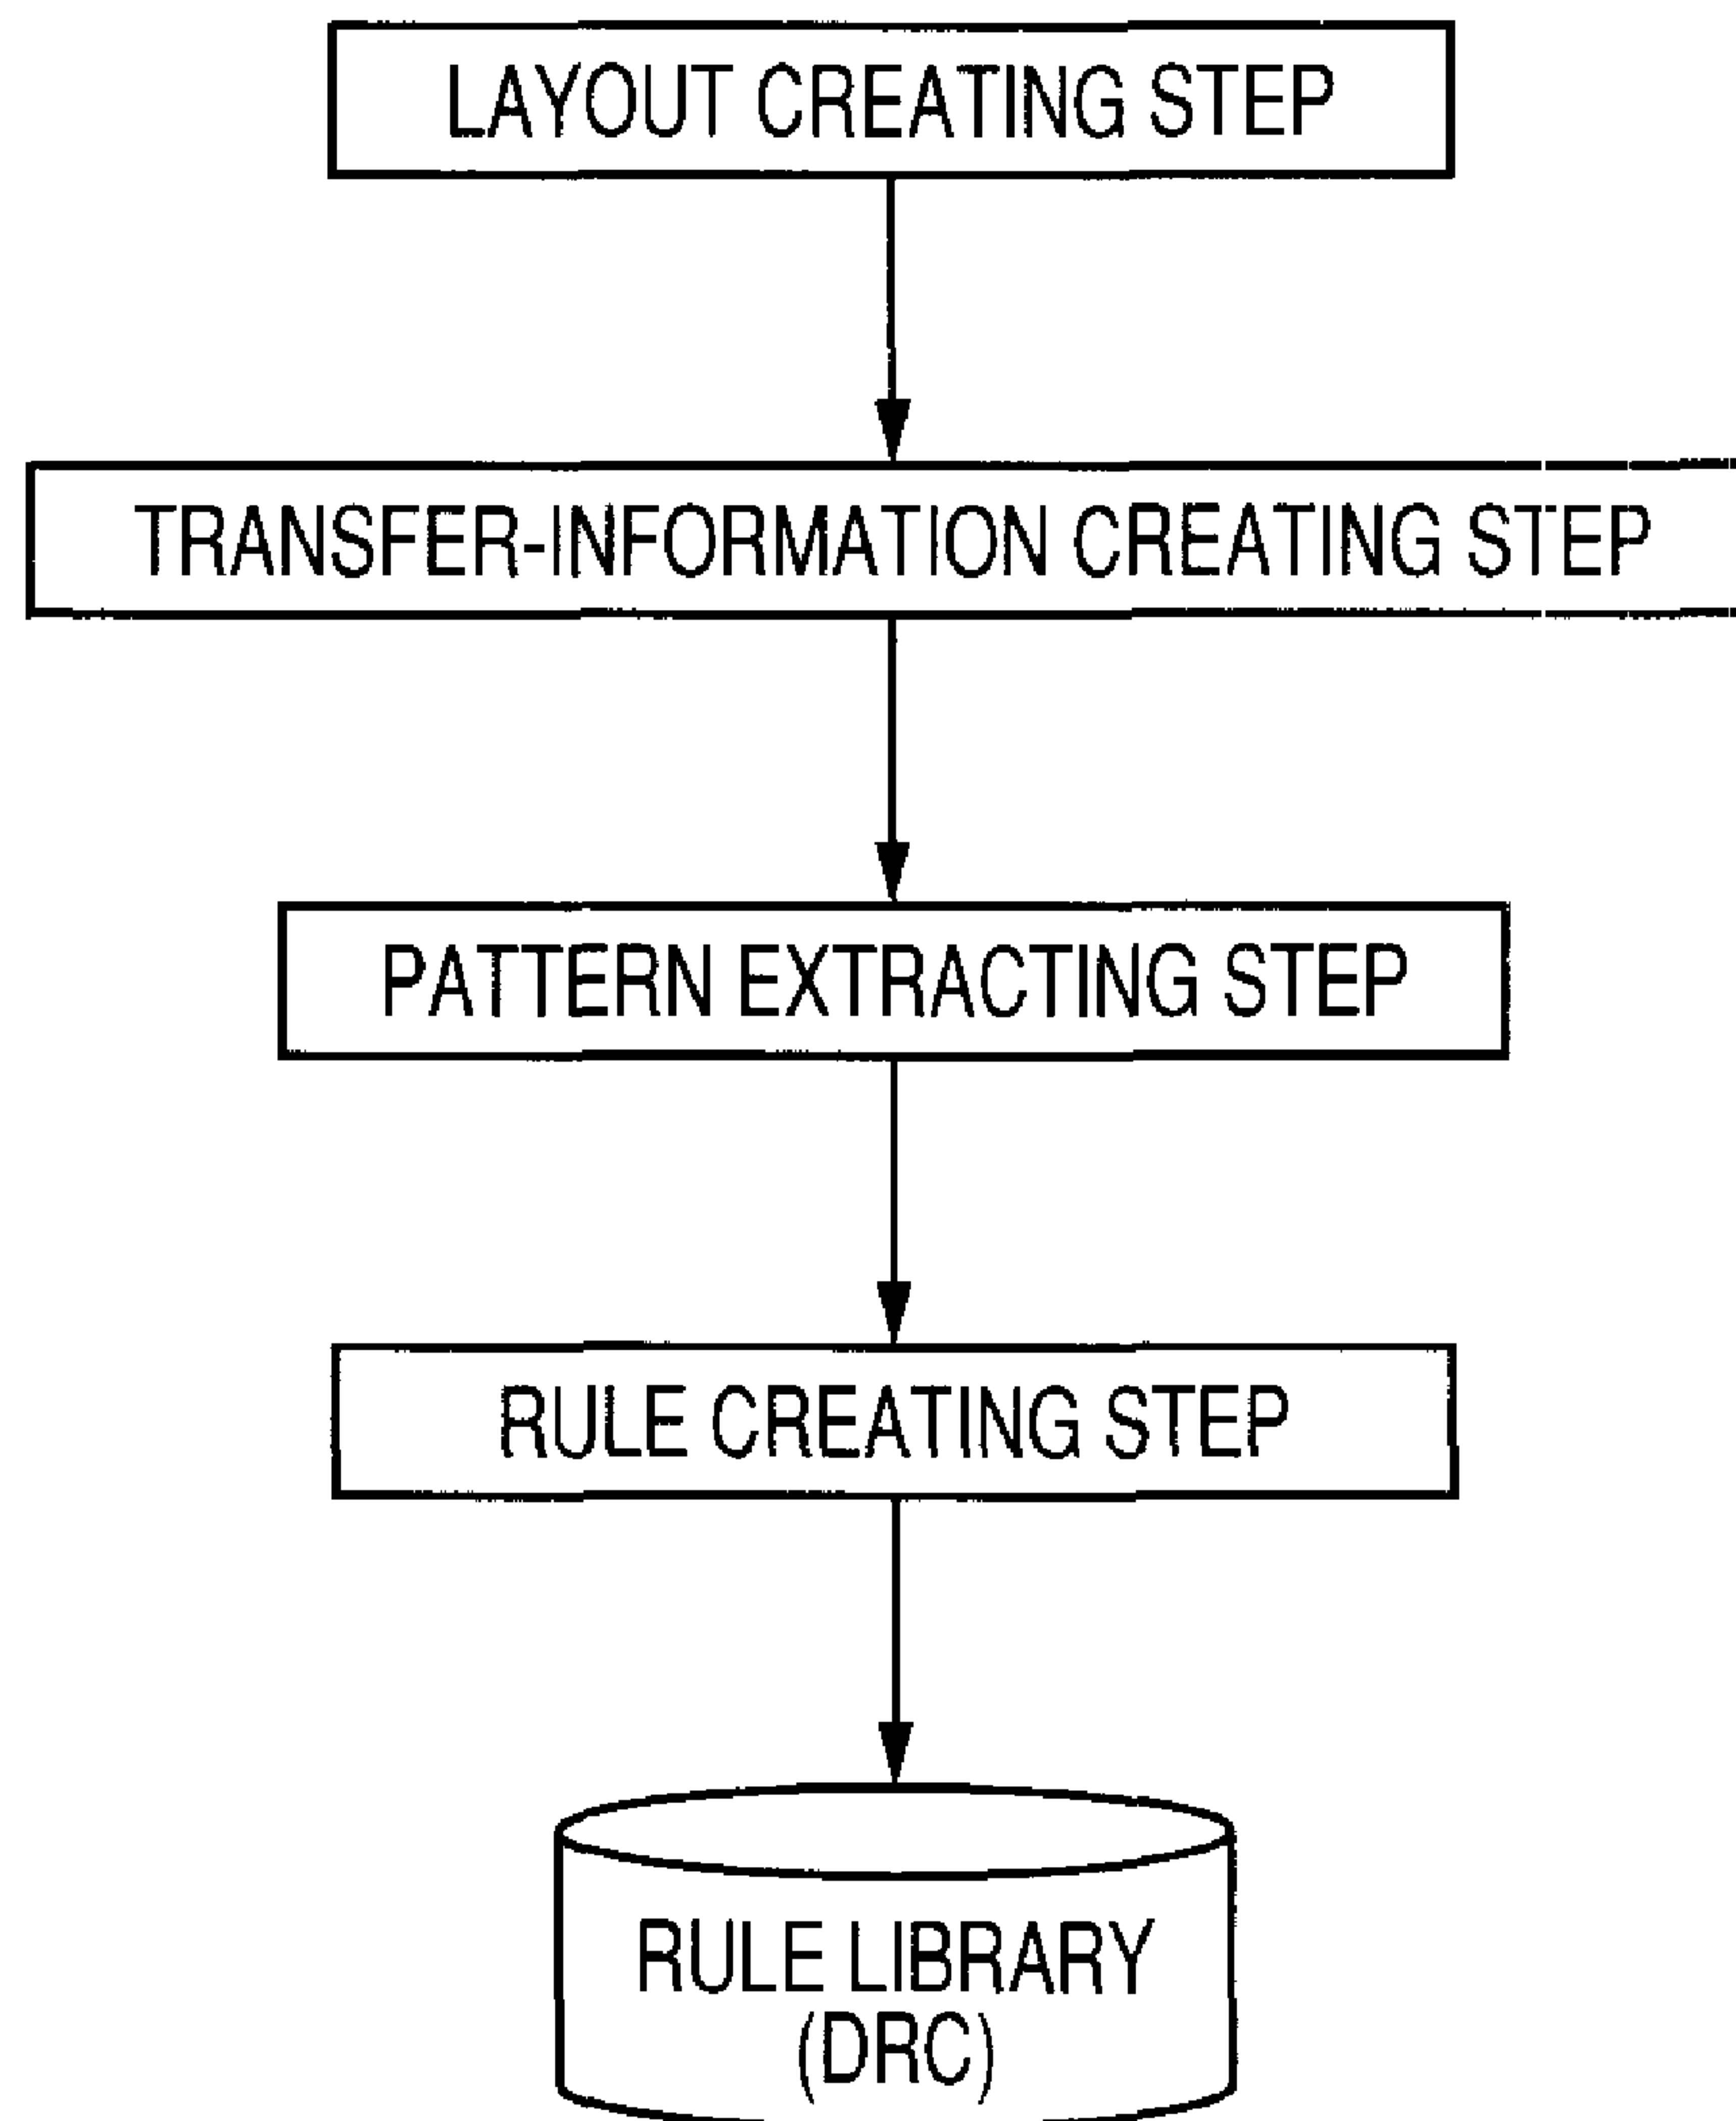 LAYOUT CREATING STEP
TRANSFER-INFORMATION CREATING STEP
PATTERN EXTRACTING STEP
RULE CREATING STEP
RULE LIBRARY
(DRC)